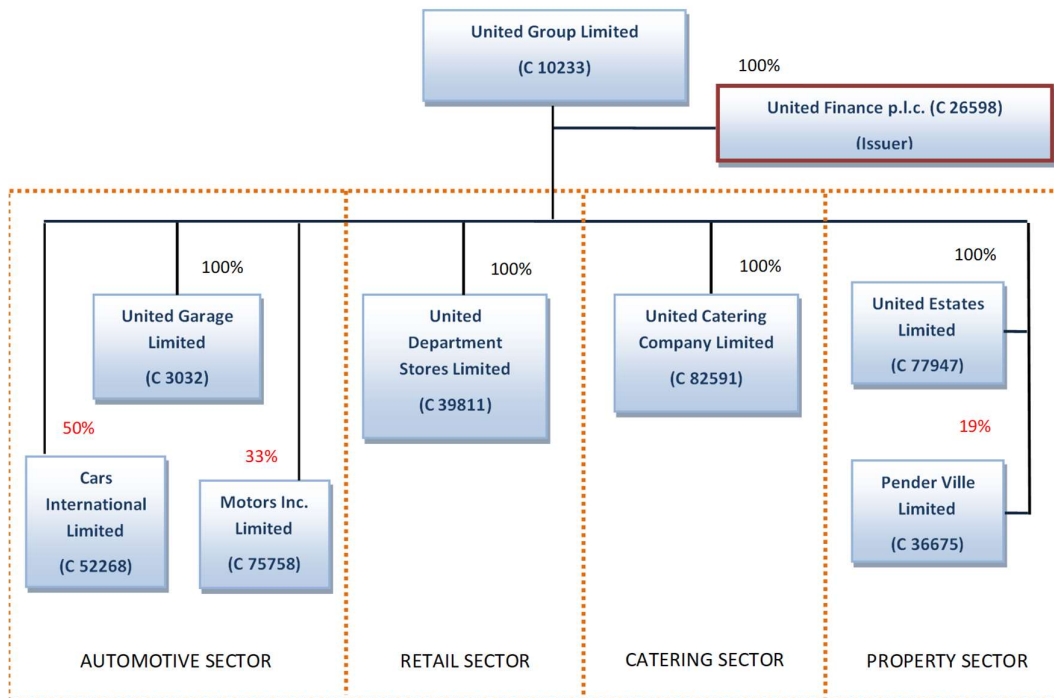 United Group Limited
(C 10233)
100%
United Finance p.l.c. (C 26598)
(Issuer)
100%
United Garage
Limited
(C 3032)
50%
Cars
International
Limited
(C 52268)
33%
Motors Inc.
Limited
(C 75758)
AUTOMOTIVE SECTOR
100%
United
Department
Stores Limited
(C 39811)
RETAIL SECTOR
100%
United Catering
Company Limited
(C 82591)
CATERING SECTOR
100%
United Estates
Limited
(C 77947)
19%
Pender Ville
Limited
(C 36675)
PROPERTY SECTOR